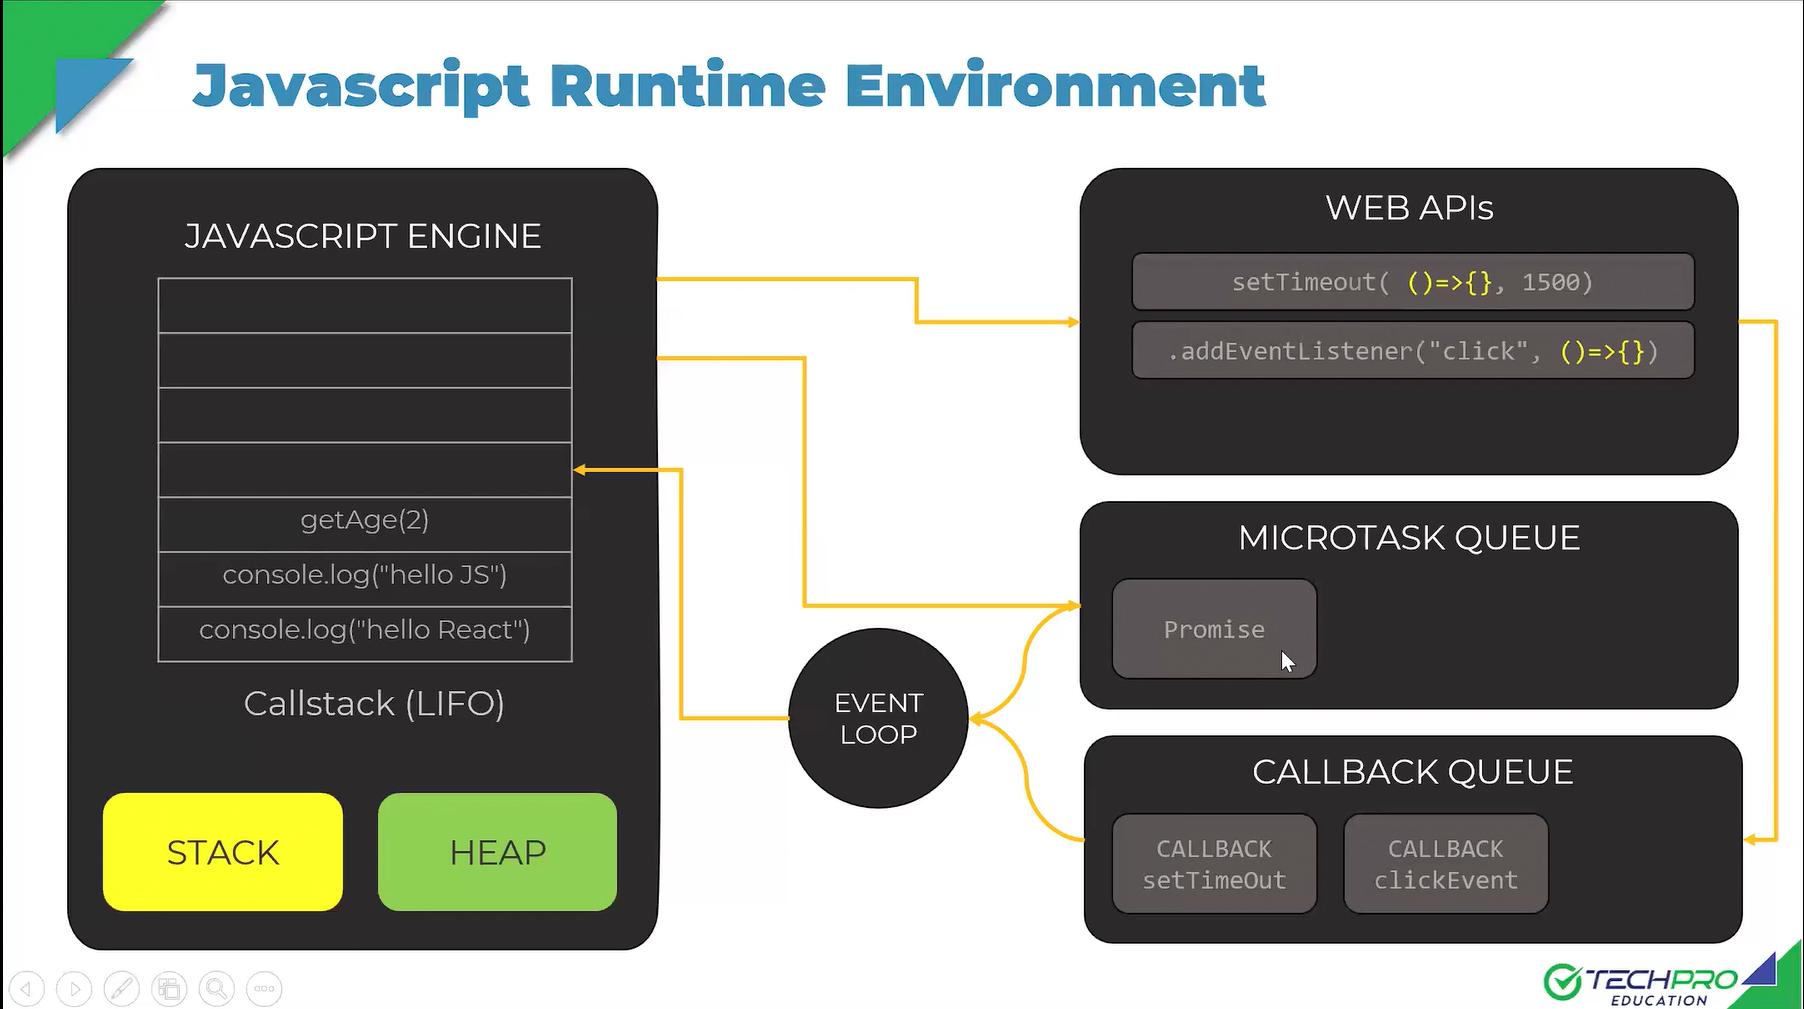 Javascript Runtime Environment
JAVASCRIPT ENGINE
getAge(2)
console.log("hello JS")
console.log("hello React")
Callstack (LIFO)
STACK
HEAP
EVENT
LOOP
WEB APIs
setTimeout( ()=>{}, 1500)
.addEventListener("click", ()=>{})
MICROTASK QUEUE
Promise
CALLBACK QUEUE
CALLBACK
setTimeOut
CALLBACK
clickEvent
TECHPRO
EDUCATION